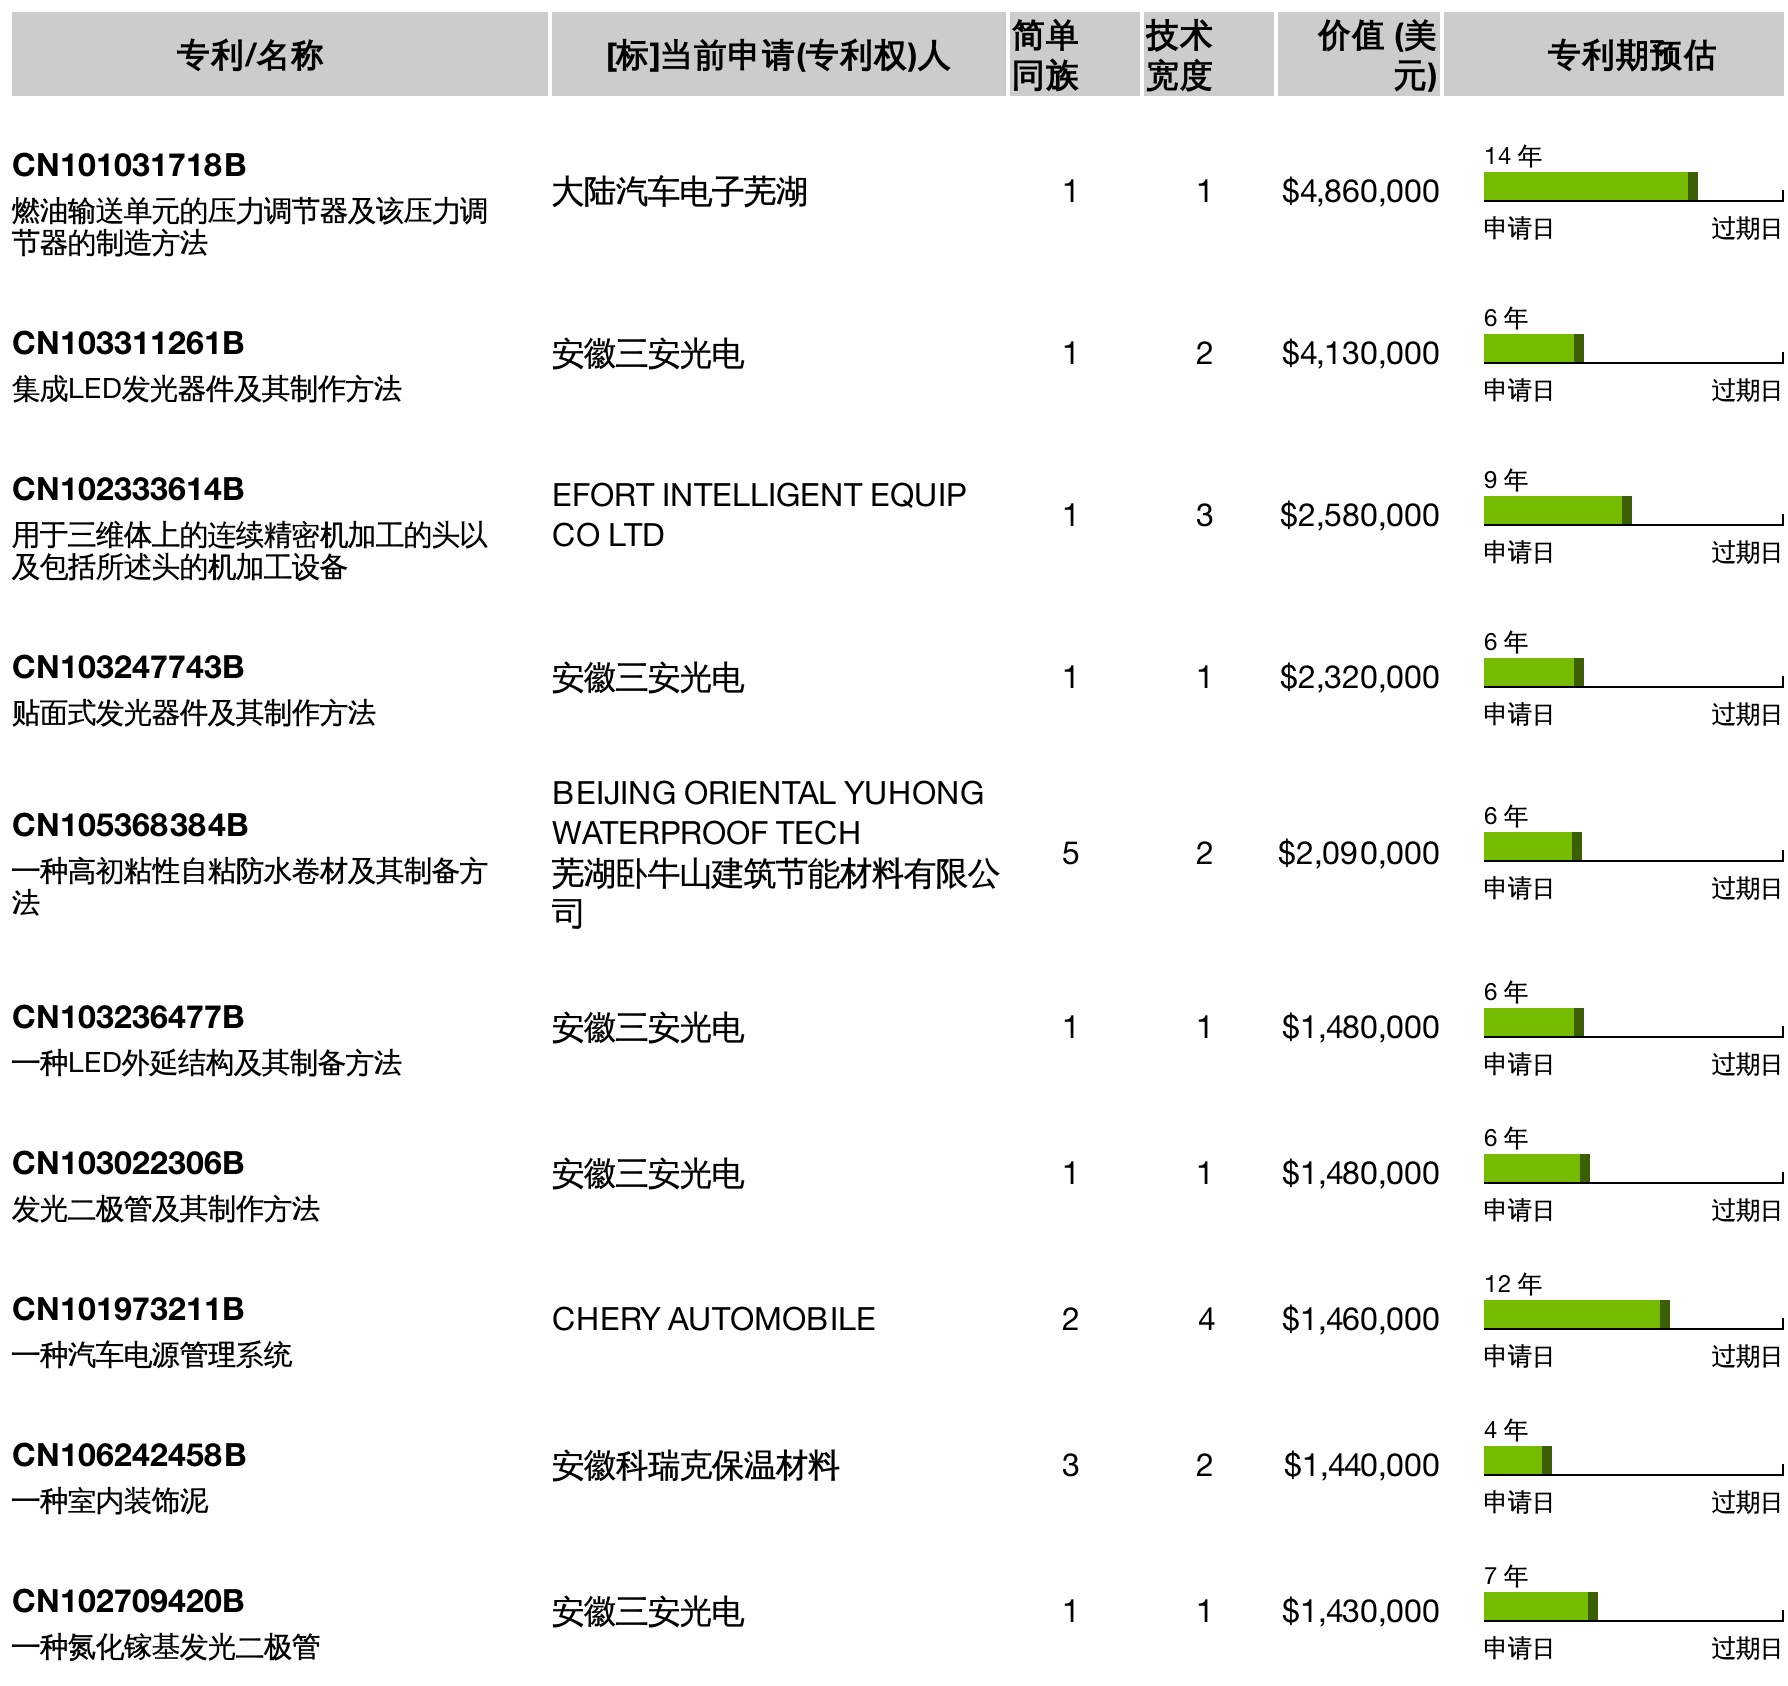 专利/名称
[标]当前申请(专利权)人
简单
同族
技术
宽度
价值 (美
元)
专利期预估
CN101031718B
燃油输送单元的压力调节器及该压力调
节器的制造方法
大陆汽车电子芜湖
1
1
$4,860,000
14 年
申请日
过期日
CN103311261B
集成LED发光器件及其制作方法
安徽三安光电
1
2
$4,130,000
6 年
申请日
过期日
CN102333614B
用于三维体上的连续精密机加工的头以
及包括所述头的机加工设备
EFORT INTELLIGENT EQUIP
CO LTD
1
3
$2,580,000
9 年
申请日
过期日
CN103247743B
贴面式发光器件及其制作方法
安徽三安光电
1
1
$2,320,000
6 年
申请日
过期日
CN105368384B
一种高初粘性自粘防水卷材及其制备方
法
BEIJING ORIENTAL YUHONG
WATERPROOF TECH
芜湖卧牛山建筑节能材料有限公
司
5
2
$2,090,000
6 年
申请日
过期日
CN103236477B
一种LED外延结构及其制备方法
安徽三安光电
1
1
$1,480,000
6 年
申请日
过期日
CN103022306B
发光二极管及其制作方法
安徽三安光电
1
1
$1,480,000
6 年
申请日
过期日
CN101973211B
一种汽车电源管理系统
CHERY AUTOMOBILE
2
4
$1,460,000
12 年
申请日
过期日
CN106242458B
一种室内装饰泥
安徽科瑞克保温材料
3
2
$1,440,000
4 年
申请日
过期日
CN102709420B
一种氮化镓基发光二极管
安徽三安光电
1
1
$1,430,000
7 年
申请日
过期日